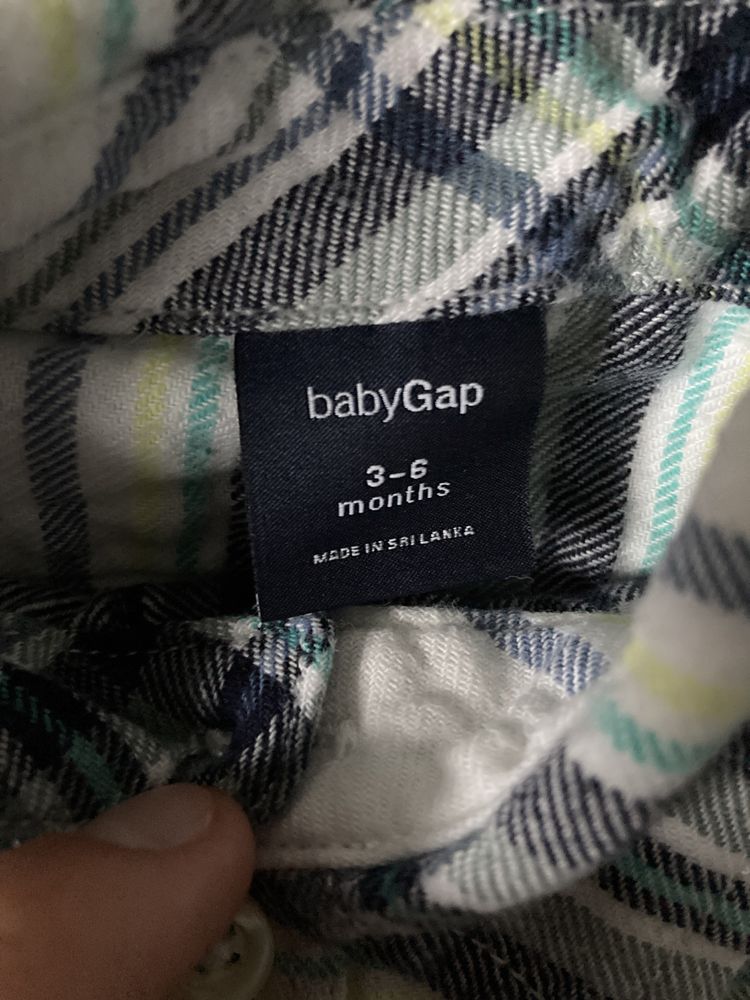 babyGap
3-6
months
MADE IN SRI LANKA